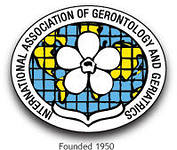 INTERNATIONAL ASSOCIATION OF GERONTOLOGY AND GERIATRICS
Founded 1950